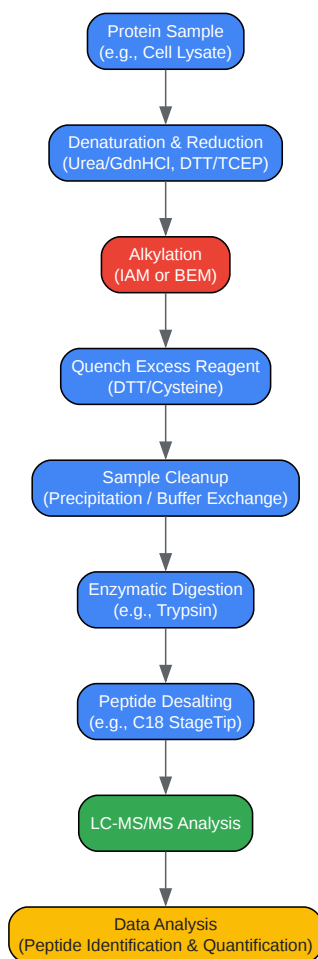 Protein Sample
(e.g., Cell Lysate)
Denaturation & Reduction
(Urea/GdnHCl, DTT/TCEP)
Alkylation
(IAM or BEM)
Quench Excess Reagent
(DTT/Cysteine)
Sample Cleanup
(Precipitation / Buffer Exchange)
Enzymatic Digestion
(e.g., Trypsin)
Peptide Desalting
(e.g., C18 StageTip)
LC-MS/MS Analysis
Data Analysis
(Peptide Identification & Quantification)